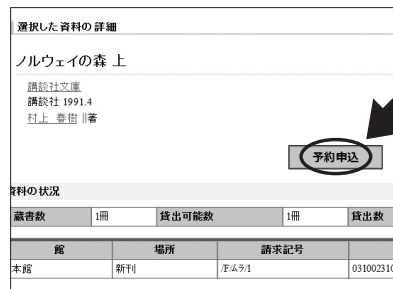 選択した資料の詳細
ノルウェイの森 上
講談社文庫
講談社 1991.4
村上 春樹 ‖著
予約申込
資料の状況
蔵書数 1冊 貸出可能数 1冊 貸出数
館 場所 請求記号
本館 新刊 /F/ムラ/1 031002310